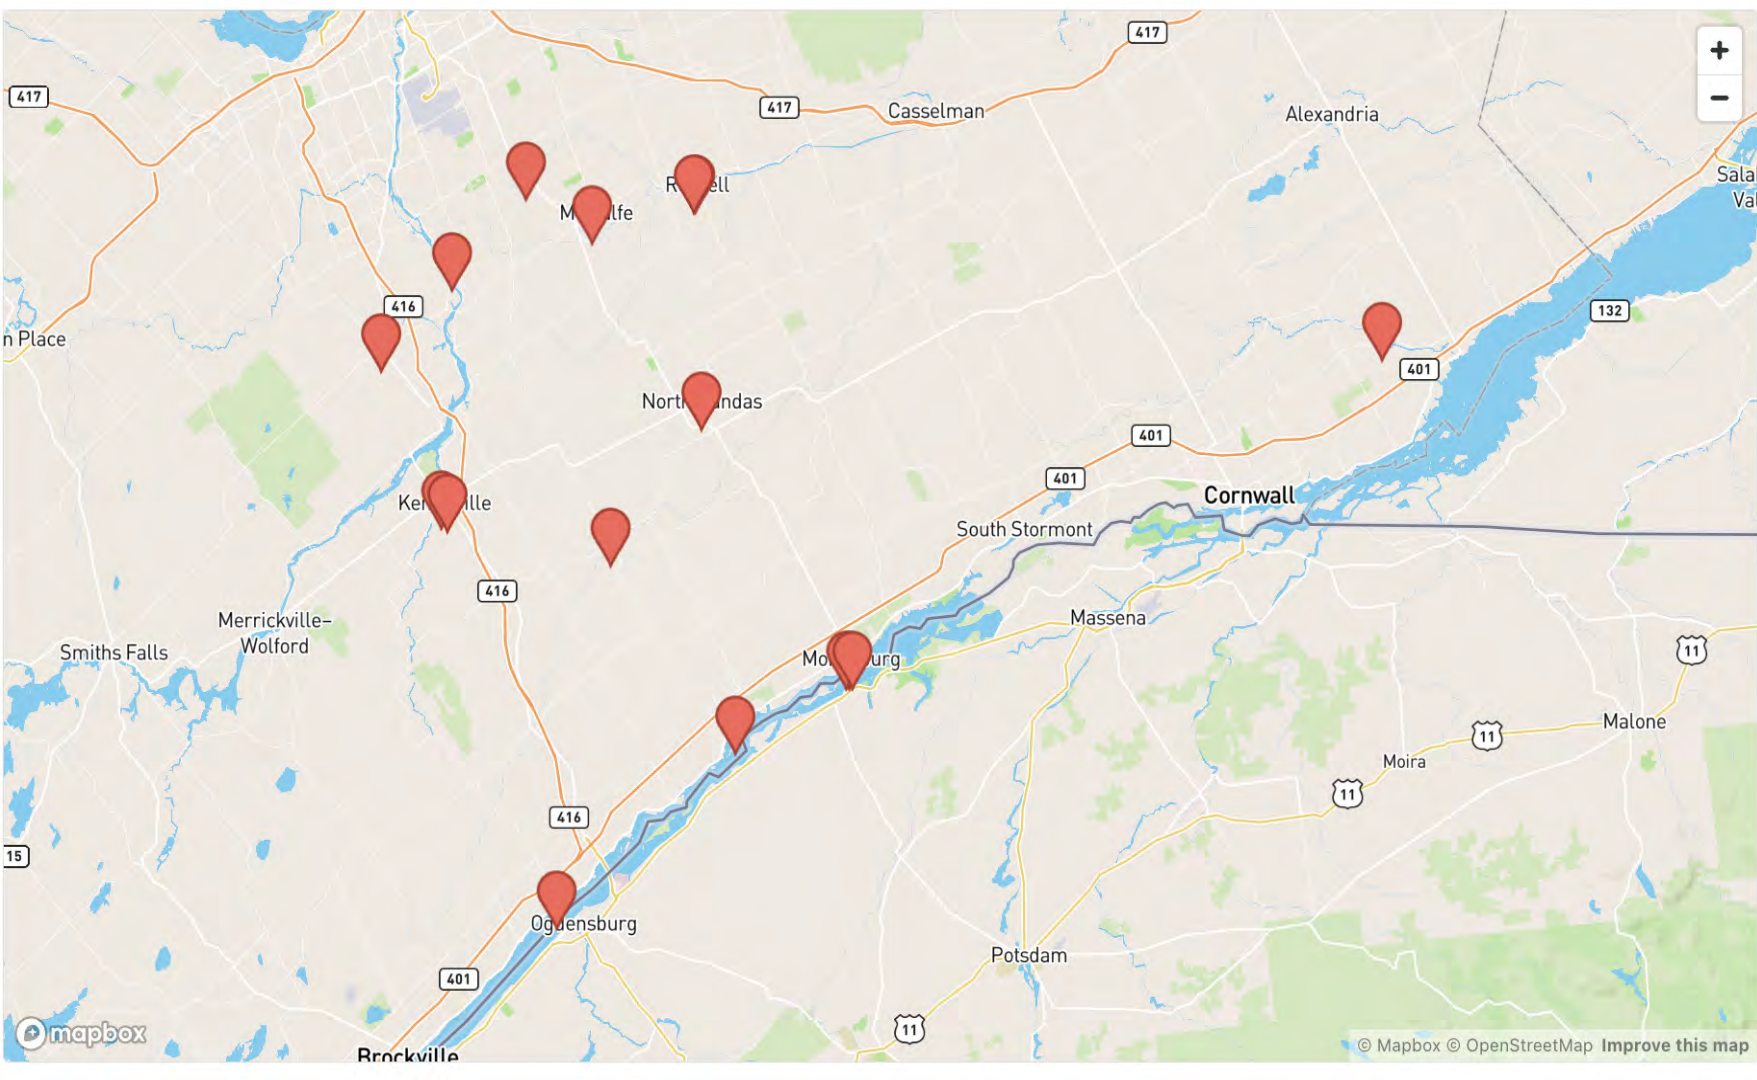 417
417
417
Casselman
Alexandria
416
132
n Place
401
401
401
Cornwall
South Stormont
416
Merrickville–
Wolford
Smiths Falls
Massena
11
Malone
11
Moira
11
416
15
Ogdensburg
Potsdam
401
11
mapbox
Brockville
© Mapbox © OpenStreetMap Improve this map